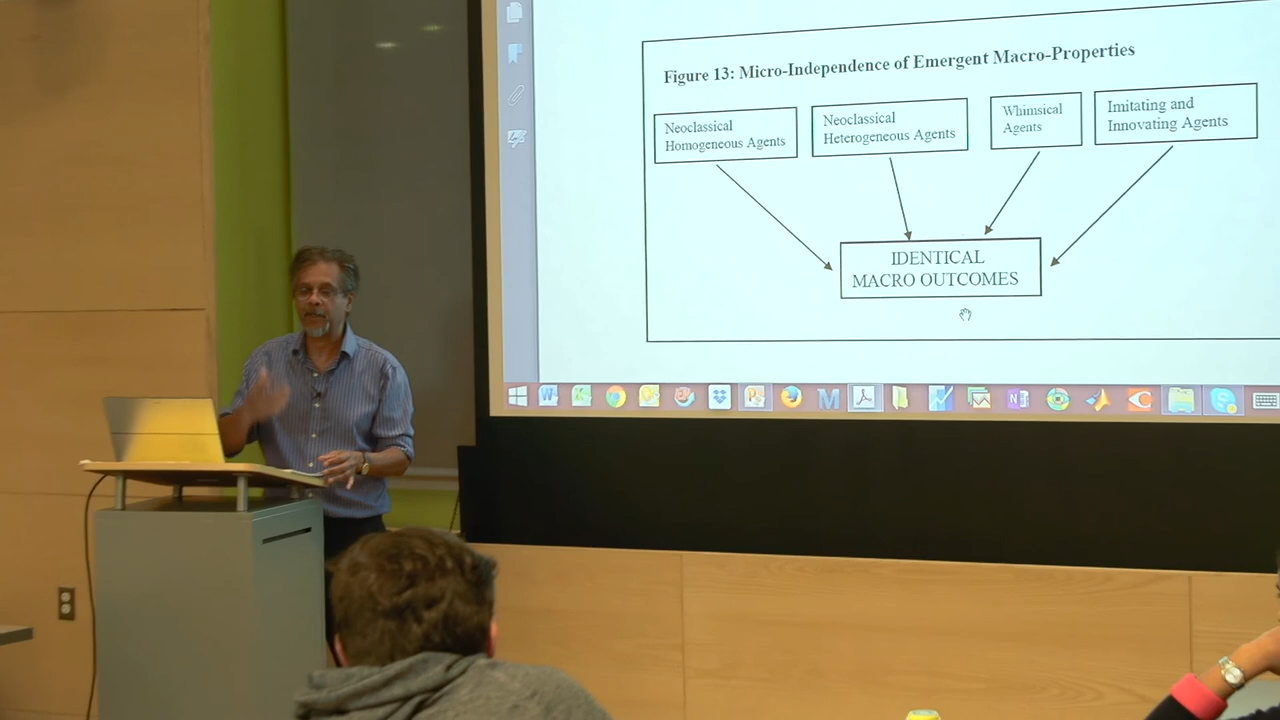 Figure 13: Micro-Independence of Emergent Macro-Properties
Neoclassical
Homogeneous Agents
Neoclassical
Heterogeneous Agents
Whimsical
Agents
Imitating and
Innovating Agents
IDENTICAL
MACRO OUTCOMES